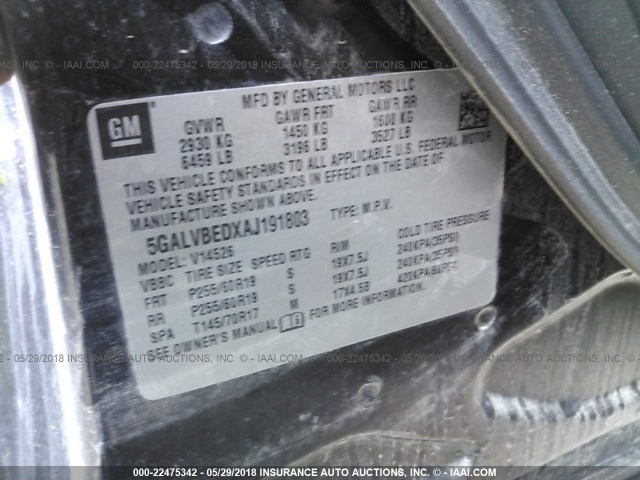 000-22475342 - 05/29/2018 INSURANCE AUTO AUCTIONS, INC. - © IAAI.COM
GM
MFD BY GENERAL MOTORS LLC
GVWR GAWR FRT GAWR RR
2930 KG 1450 KG 1600 KG
6459 LB 3196 LB 3527 LB
THIS VEHICLE CONFORMS TO ALL APPLICABLE U.S. FEDERAL MOTOR
VEHICLE SAFETY STANDARDS IN EFFECT ON THE DATE OF
MANUFACTURE SHOWN ABOVE.
5GALVBEDXAJ191803 TYPE: M.P.V.
MODEL- V14526
VBBC TIRE SIZE SPEED RTG RIM COLD TIRE PRESSURE
FRT P255/60R19 S 19X7.5J 240KPA(35PSI)
RR P255/60R19 S 19X7.5J 240KPA(35PSI)
SPA T145/70R17 M 17X4.5B 420KPA(60PSI)
SEE OWNER'S MANUAL FOR MORE INFORMATION.
000-22475342 - 05/29/2018 INSURANCE AUTO AUCTIONS, INC. - © IAAI.COM
000-22475342 - 05/29/2018 INSURANCE AUTO AUCTIONS, INC. - © IAAI.COM